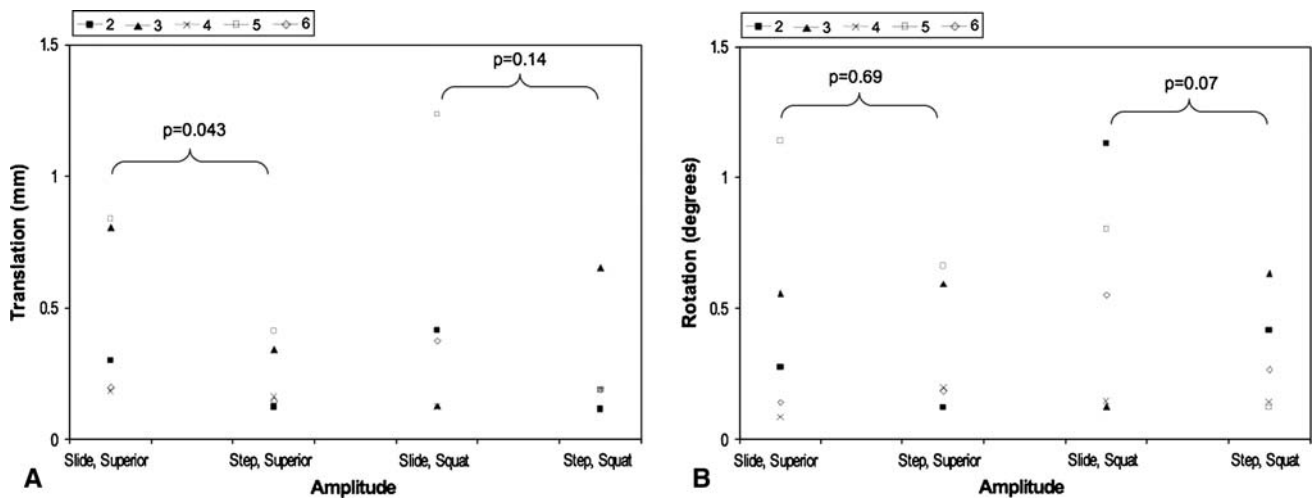 2 3 4 5 6
1.5
p=0.14
p=0.043
1
Translation (mm)
0.5
0
Slide, Superior Step, Superior Slide, Squat Step, Squat
A Amplitude
2 3 4 5 6
1.5
p=0.69
p=0.07
1
Rotation (degrees)
0.5
0
Slide, Superior Step, Superior Slide, Squat Step, Squat
B Amplitude